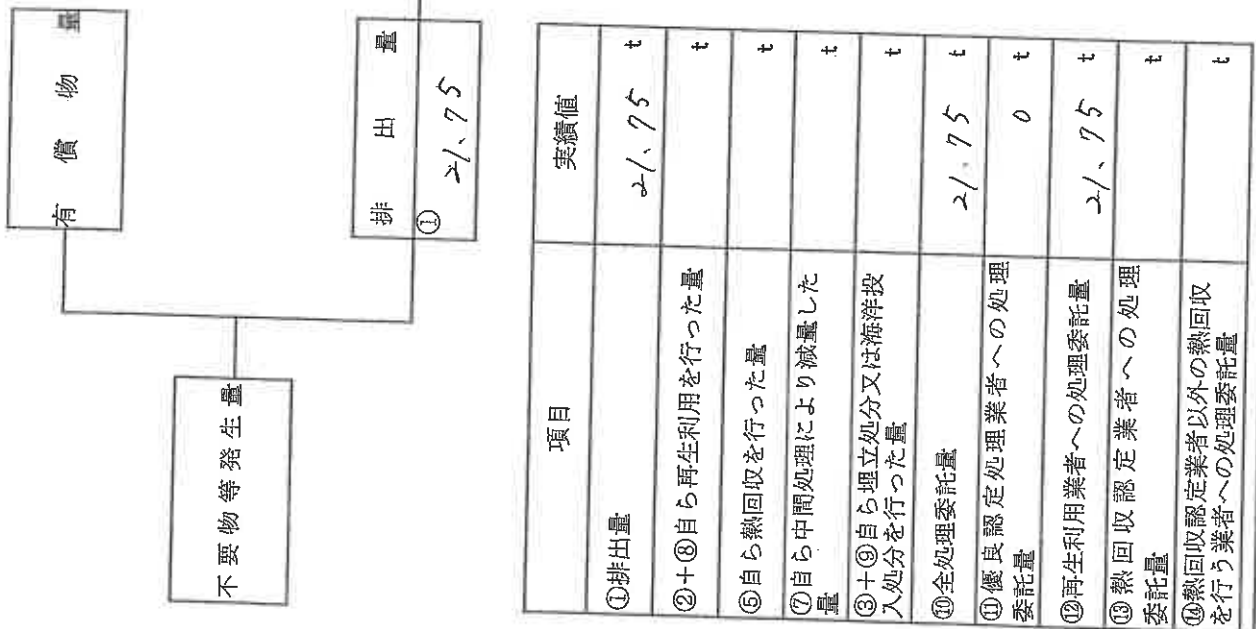 不要物等発生量
有償物量
排出量
①
21、75
項目 実績値
①排出量 21、75 t
②+⑧自ら再生利用を行った量 t
⑤自ら熱回収を行った量 t
⑦自ら中間処理により減量した
量 t
③+⑨自ら埋立処分又は海洋投
入処分を行った量 t
⑩全処理委託量 21、75 t
⑪優良認定処理業者への処理
委託量 0 t
⑫再生利用業者への処理委託量 21、75 t
⑬熱回収認定業者への処理
委託量 t
⑭熱回収認定業者以外の熱回収
を行う業者への処理委託量 t